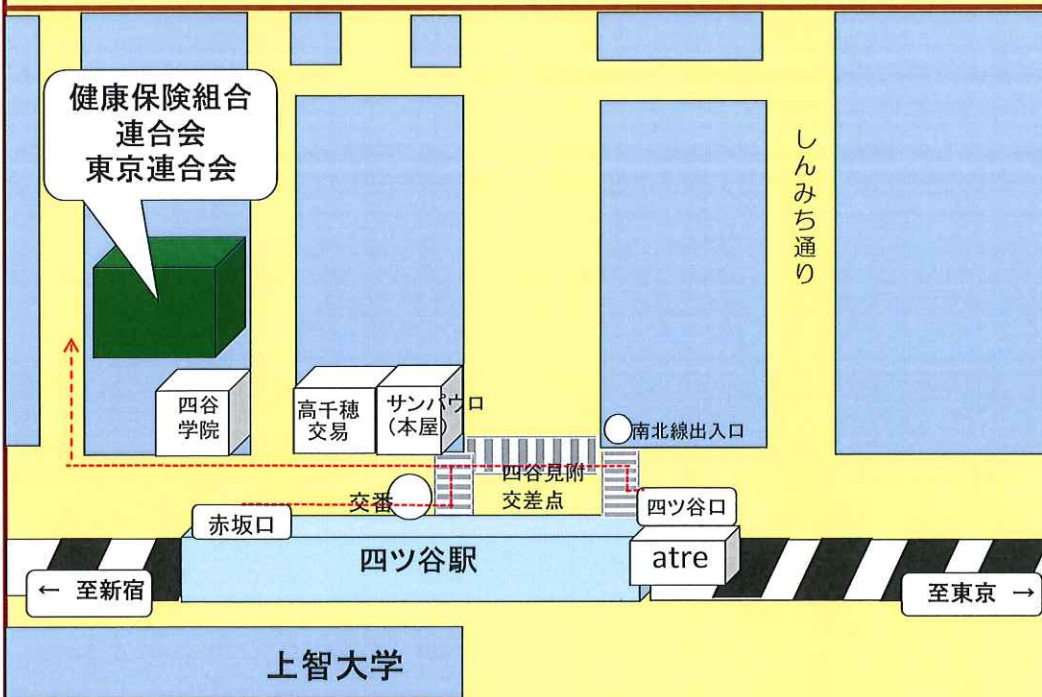 健康保険組合
連合会
東京連合会
しんみち通り
四谷
学院
高千穂
交易
サンパウロ
（本屋）
南北線出入口
四谷見附
交差点
交番
赤坂口
四ツ谷口
四ツ谷駅
atre
← 至新宿
至東京 →
上智大学